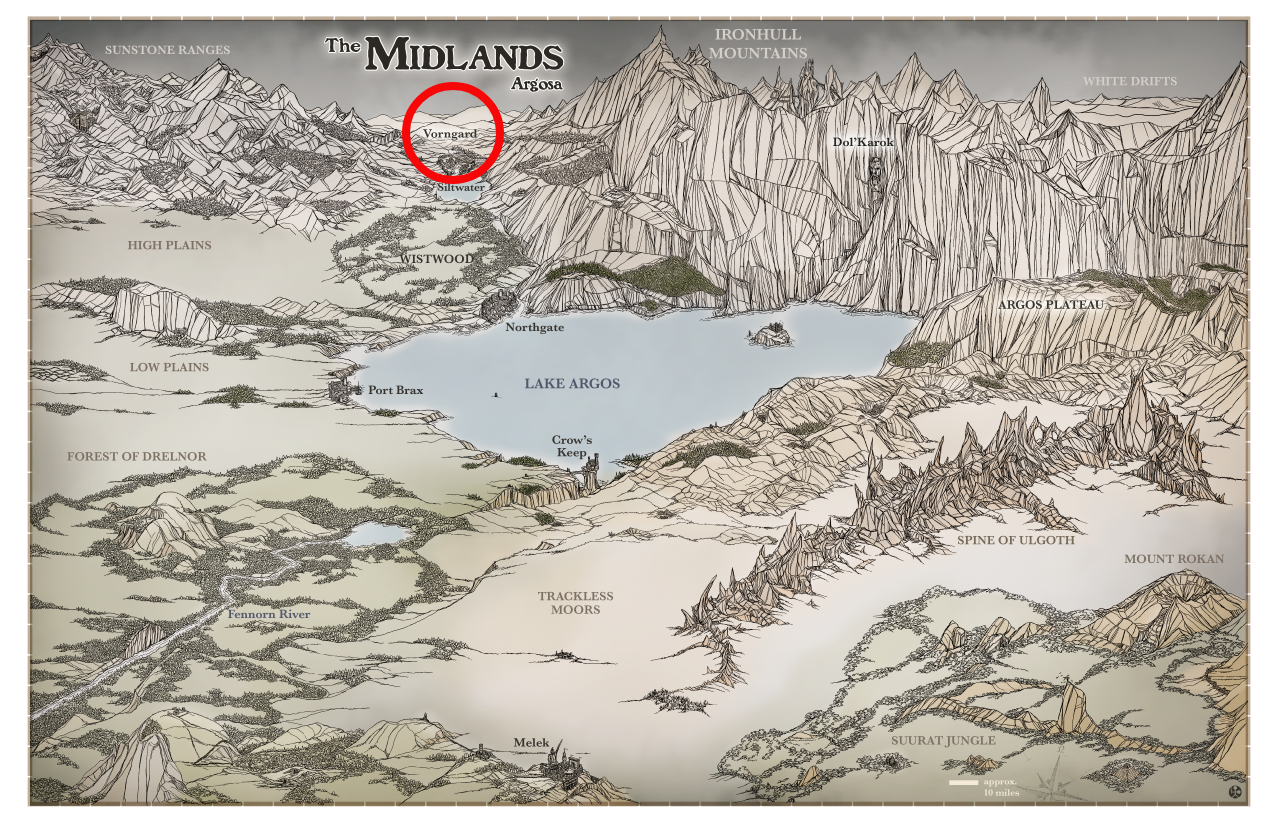 SUNSTONE RANGES
The MIDLANDS
Argosa
IRONHULL
MOUNTAINS
WHITE DRIFTS
Vorngard
Dol'Karok
Siltwater
HIGH PLAINS
WISTWOOD
ARGOS PLATEAU
Northgate
LOW PLAINS
LAKE ARGOS
Port Brax
Crow's
Keep
FOREST OF DRELNOR
SPINE OF ULGOTH
MOUNT ROKAN
TRACKLESS
MOORS
Fennorn River
Melek
SUURAT JUNGLE
approx.
10 miles